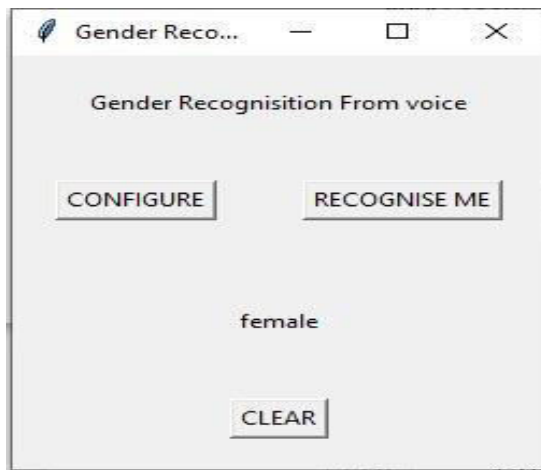 Gender Reco...
Gender Recognisition From voice
CONFIGURE RECOGNISE ME
female
CLEAR